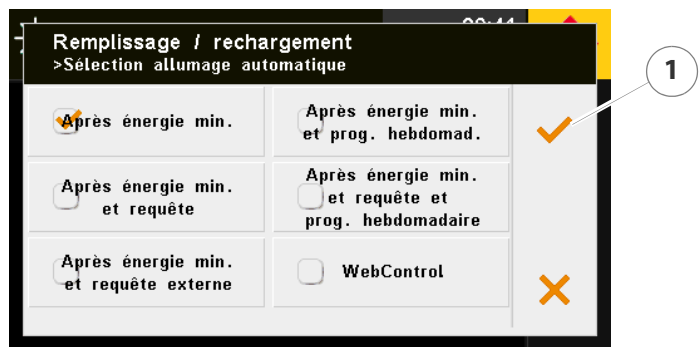 Remplissage / rechargement
>Sélection allumage automatique
Après énergie min.
Après énergie min.
et prog. hebdomad.
Après énergie min.
et requête
Après énergie min.
et requête et
prog. hebdomadaire
Après énergie min.
et requête externe
WebControl
1